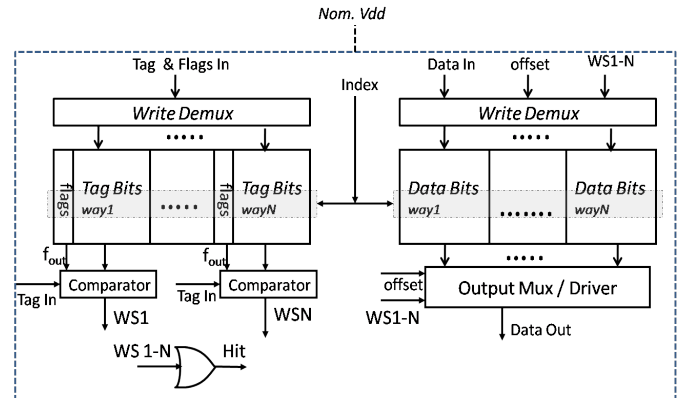 Nom. Vdd
Tag & Flags In
Index
Data In
offset
WS1-N
Write Demux
Write Demux
flags
Tag Bits
way1
flags
Tag Bits
wayN
Data Bits
way1
Data Bits
wayN
fout
fout
Tag In
Comparator
Tag In
Comparator
offset
WS1-N
Output Mux / Driver
WS1
WSN
Data Out
WS 1-N
Hit